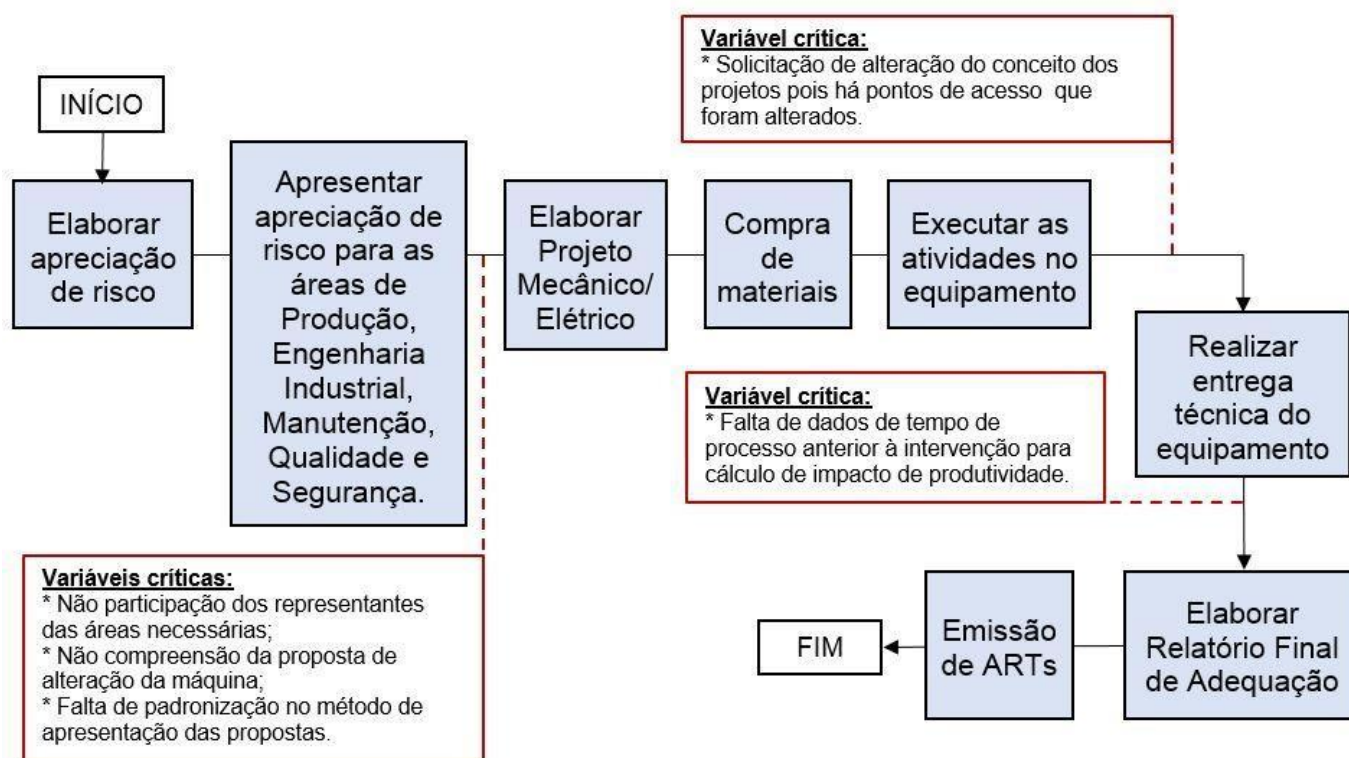 INÍCIO
Elaborar
apreciação
de risco
Apresentar
apreciação de
risco para as
áreas de
Produção,
Engenharia
Industrial,
Manutenção,
Qualidade e
Segurança.
Variáveis críticas:
* Não participação dos representantes
das áreas necessárias;
* Não compreensão da proposta de
alteração da máquina;
* Falta de padronização no método de
apresentação das propostas.
Elaborar
Projeto
Mecânico/
Elétrico
Compra
de
materiais
Executar as
atividades no
equipamento
Variável crítica:
* Solicitação de alteração do conceito dos
projetos pois há pontos de acesso que
foram alterados.
Realizar
entrega
técnica do
equipamento
Variável crítica:
* Falta de dados de tempo de
processo anterior à intervenção para
cálculo de impacto de produtividade.
Elaborar
Relatório Final
de Adequação
Emissão
de ARTs
FIM